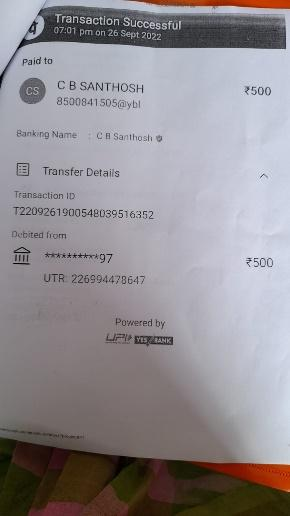 Transaction Successful
07:01 pm on 26 Sept 2022
Paid to
CS
C B SANTHOSH
₹500
8500841505@ybl
Banking Name : C B Santhosh
Transfer Details
Transaction ID
T2209261900548039516352
Debited from
**********97
₹500
UTR: 226994478647
Powered by
UPI YES BANK